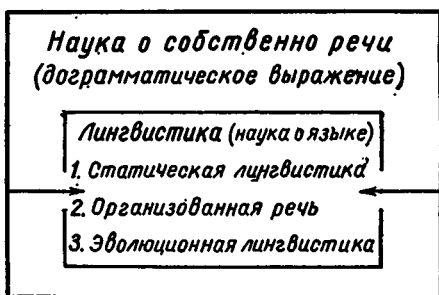 Наука о собственно речи
(дограмматическое выражение)
Лингвистика (наука о языке)
1. Статическая лингвистика
2. Организованная речь
3. Эволюционная лингвистика